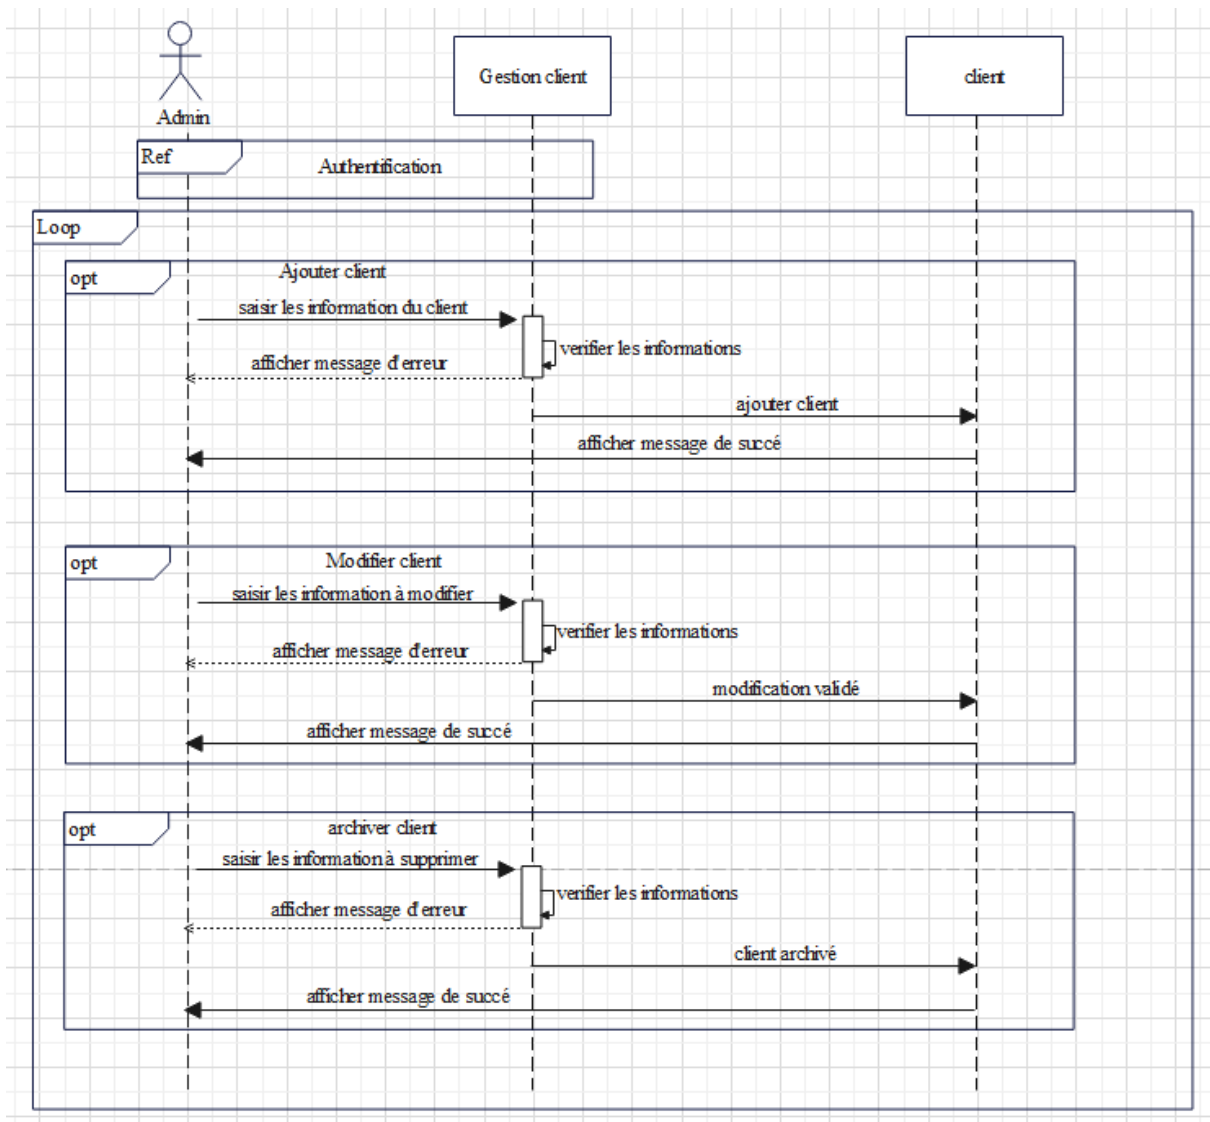 Gestion client
client
Admin
Ref
Authentification
Loop
opt
Ajouter client
saisir les information du client
verifier les informations
afficher message d'erreur
ajouter client
afficher message de succé
opt
Modifier client
saisir les information à modifier
verifier les informations
afficher message d'erreur
modification validé
afficher message de succé
opt
archiver client
saisir les information à supprimer
verifier les informations
afficher message d'erreur
client archivé
afficher message de succé